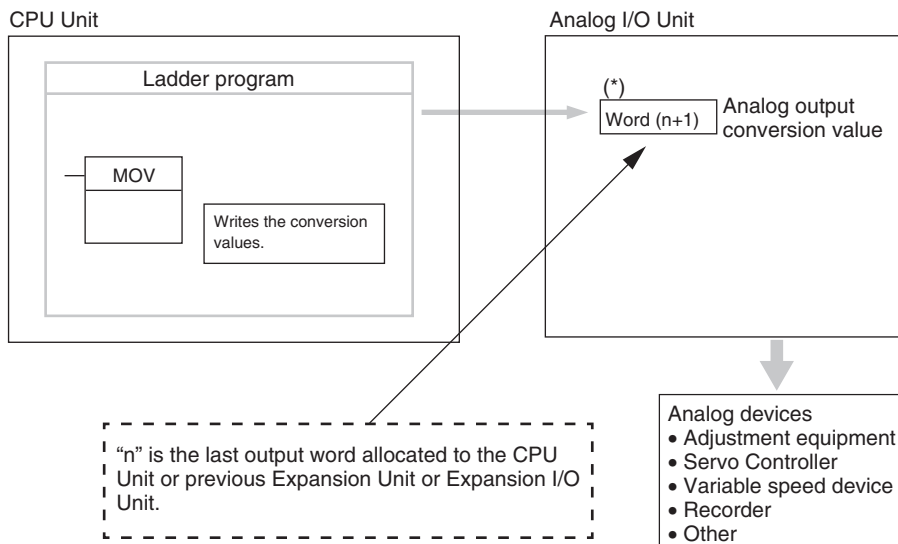 CPU Unit
Analog I/O Unit
Ladder program
(*)
Word (n+1)
Analog output
conversion value
MOV
Writes the conversion
values.
“n” is the last output word allocated to the CPU
Unit or previous Expansion Unit or Expansion I/O
Unit.
Analog devices
• Adjustment equipment
• Servo Controller
• Variable speed device
• Recorder
• Other